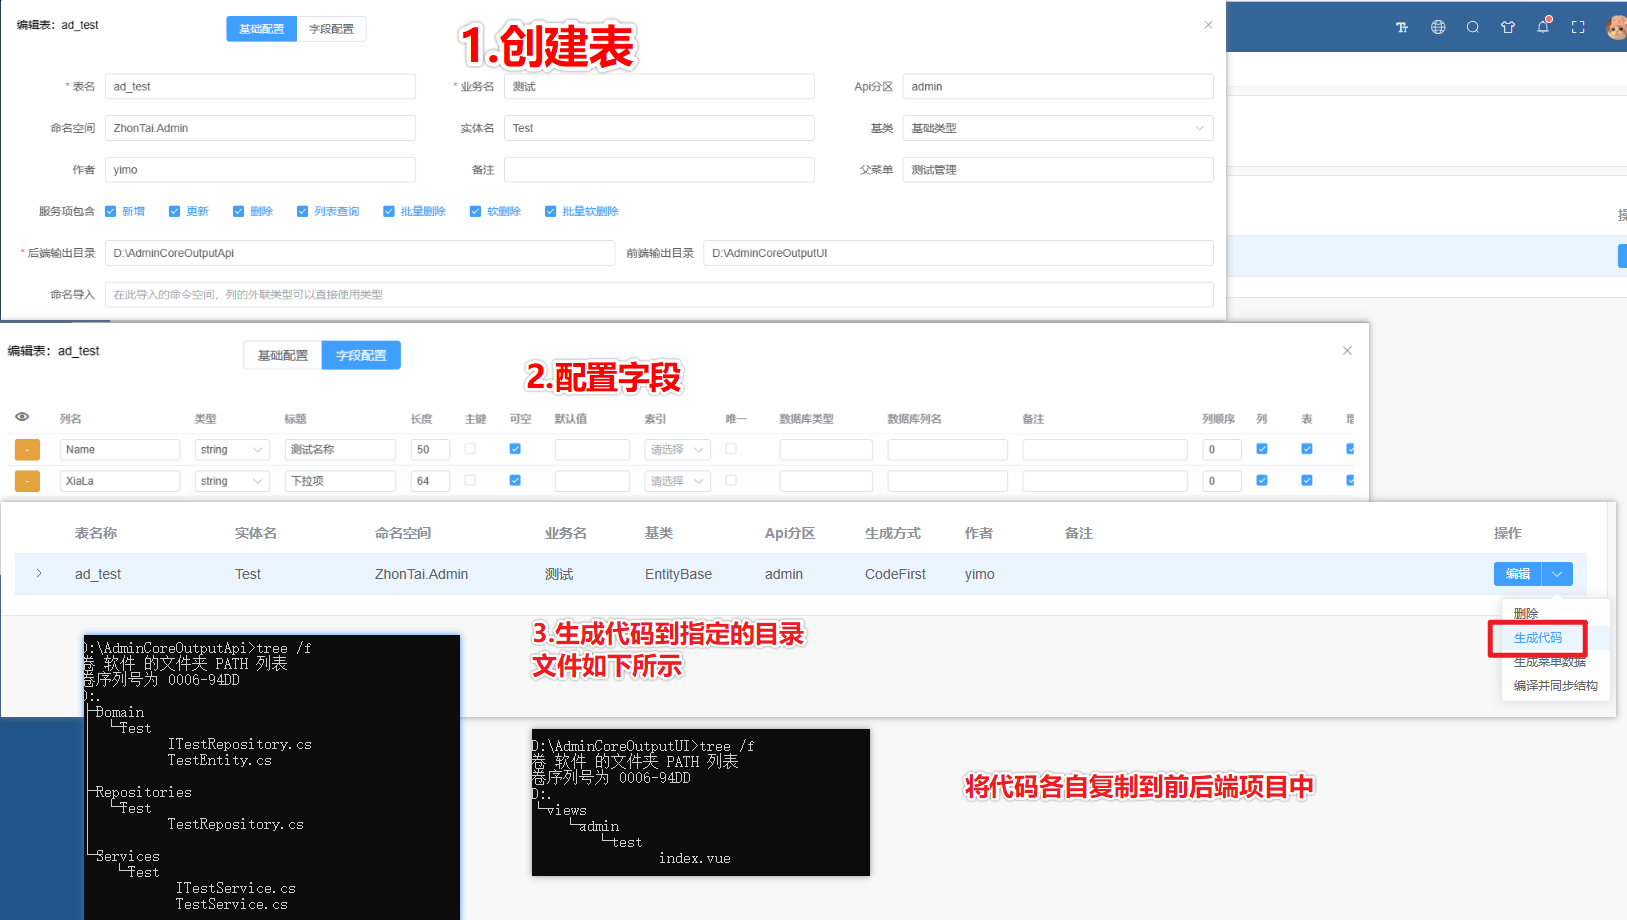 编辑表：ad_test
基础配置 字段配置
1.创建表
* 表名 ad_test * 业务名 测试 Api分区 admin
命名空间 ZhonTai.Admin 实体名 Test 基类 基础类型
作者 yimo 备注 父菜单 测试管理
服务项包含 新增 更新 删除 列表查询 批量删除 软删除 批量软删除
* 后端输出目录 D:\AdminCoreOutputApi 前端输出目录 D:\AdminCoreOutputUI
命名导入 在此导入的命令空间，列的外联类型可以直接使用类型
编辑表：ad_test
基础配置 字段配置
2.配置字段
列名 类型 标题 长度 主键 可空 默认值 索引 唯一 数据库类型 数据库列名 备注 列顺序 列 表
- Name string 测试名称 50 请选择 0
- XiaLa string 下拉项 64 请选择 0
表名称 实体名 命名空间 业务名 基类 Api分区 生成方式 作者 备注 操作
ad_test Test ZhonTai.Admin 测试 EntityBase admin CodeFirst yimo 编辑
删除
生成代码
生成菜单数据
编译并同步结构
3.生成代码到指定的目录
文件如下所示
D:\AdminCoreOutputApi>tree /f
卷 软件 的文件夹 PATH 列表
卷序列号为 0006-94DD
D:.
├─Domain
└─Test
ITestRepository.cs
TestEntity.cs
├─Repositories
└─Test
TestRepository.cs
└─Services
└─Test
ITestService.cs
TestService.cs
D:\AdminCoreOutputUI>tree /f
卷 软件 的文件夹 PATH 列表
卷序列号为 0006-94DD
D:.
└─views
└─admin
└─test
index.vue
将代码各自复制到前后端项目中